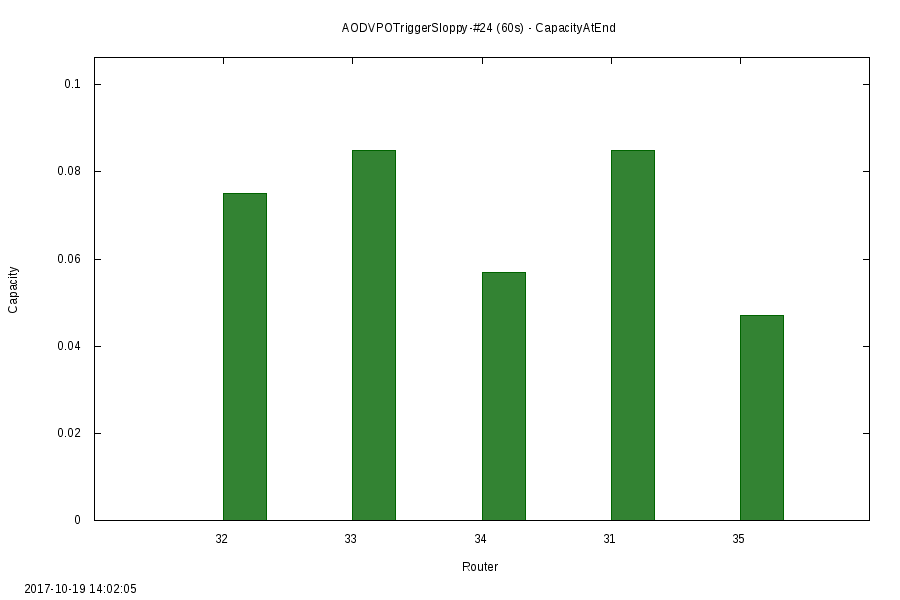 AODVPOTriggerSloppy-#24 (60s) - CapacityAtEnd
0.1
0.08
0.06
0.04
0.02
0
Capacity
32 33 34 31 35
Router
2017-10-19 14:02:05